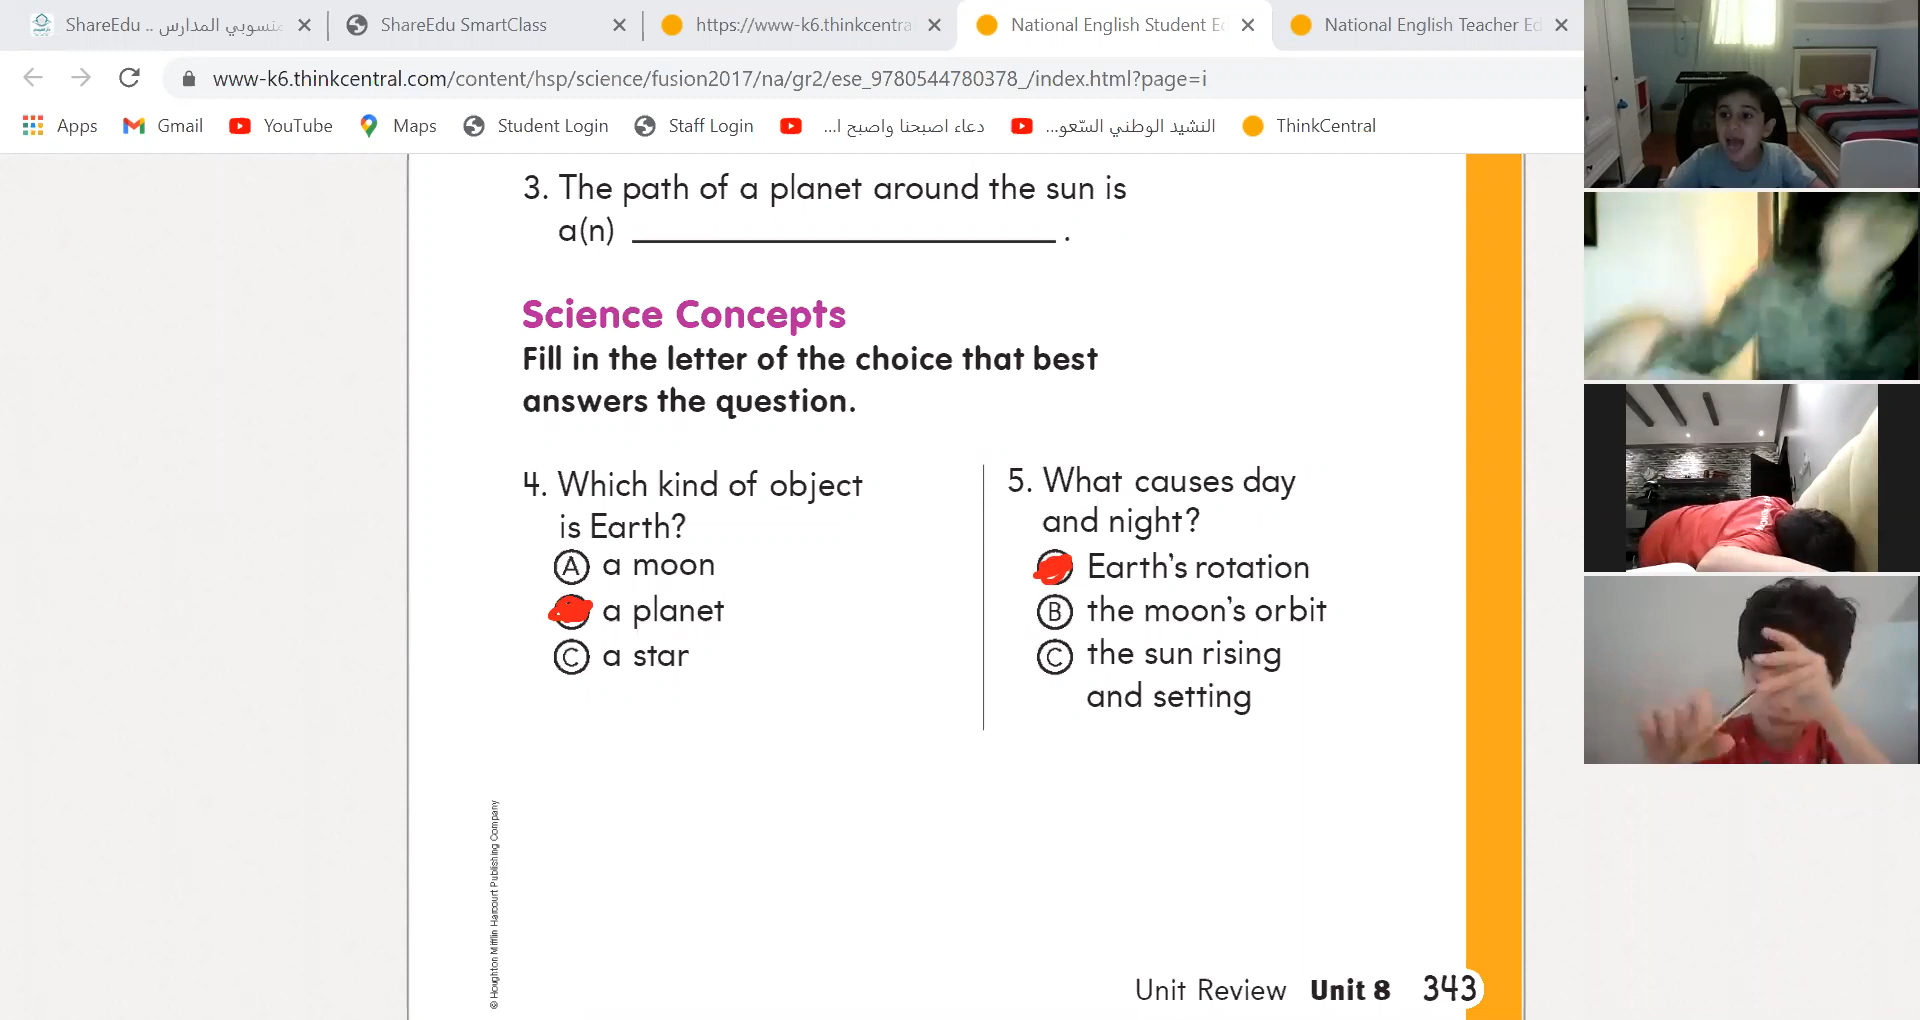 ShareEdu .. منسوبي المدارس
ShareEdu SmartClass
https://www-k6.thinkcentra
National English Student Ed
National English Teacher Ed
www-k6.thinkcentral.com/content/hsp/science/fusion2017/na/gr2/ese_9780544780378_/index.html?page=i
Apps
Gmail
YouTube
Maps
Student Login
Staff Login
دعاء اصبحنا واصبح ا...
النشيد الوطني السّعو...
ThinkCentral
3. The path of a planet around the sun is
a(n) ______________________ .
Science Concepts
Fill in the letter of the choice that best
answers the question.
4. Which kind of object
is Earth?
A a moon
a planet
C a star
5. What causes day
and night?
Earth's rotation
B the moon's orbit
C the sun rising
and setting
© Houghton Mifflin Harcourt Publishing Company
Unit Review Unit 8 343